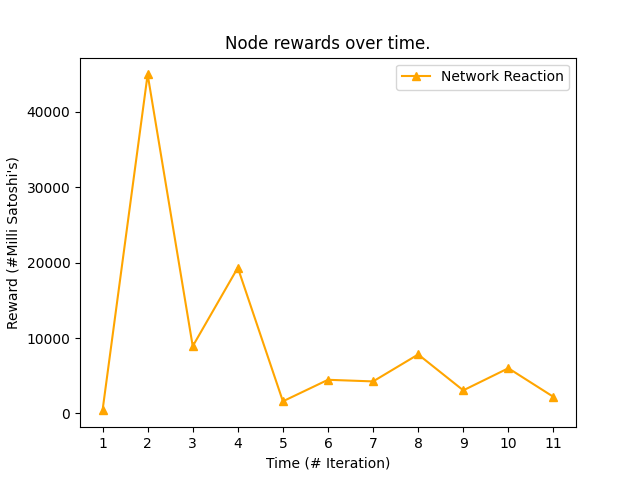 Node rewards over time.
Network Reaction
Reward (#Milli Satoshi's)
40000
30000
20000
10000
0
1 2 3 4 5 6 7 8 9 10 11
Time (# Iteration)